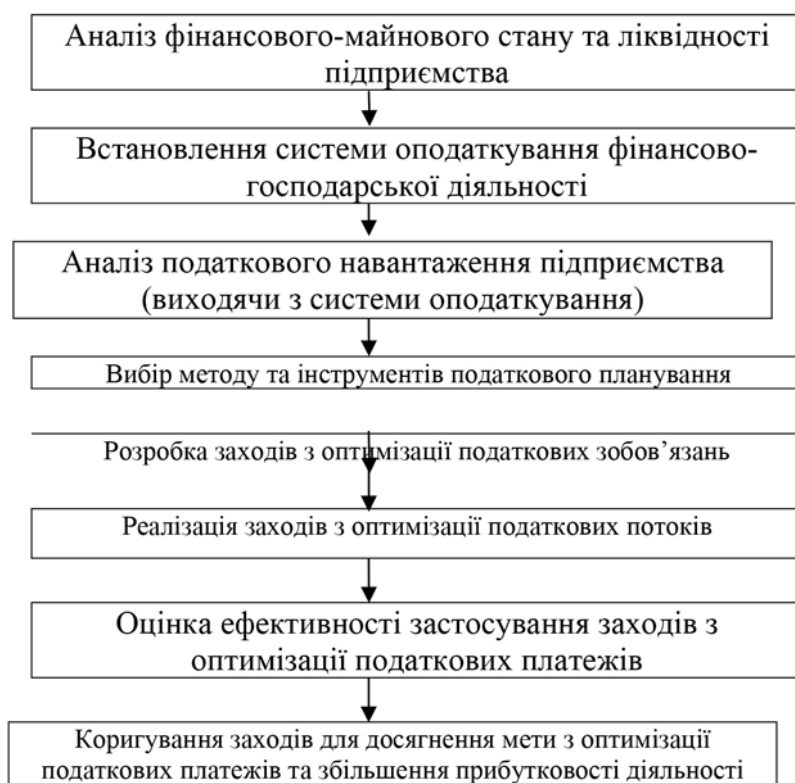 Аналіз фінансового-майнового стану та ліквідності
підприємства
Встановлення системи оподаткування фінансово-
господарської діяльності
Аналіз податкового навантаження підприємства
(виходячи з системи оподаткування)
Вибір методу та інструментів податкового планування
Розробка заходів з оптимізації податкових зобов’язань
Реалізація заходів з оптимізації податкових потоків
Оцінка ефективності застосування заходів з
оптимізації податкових платежів
Коригування заходів для досягнення мети з оптимізації
податкових платежів та збільшення прибутковості діяльності